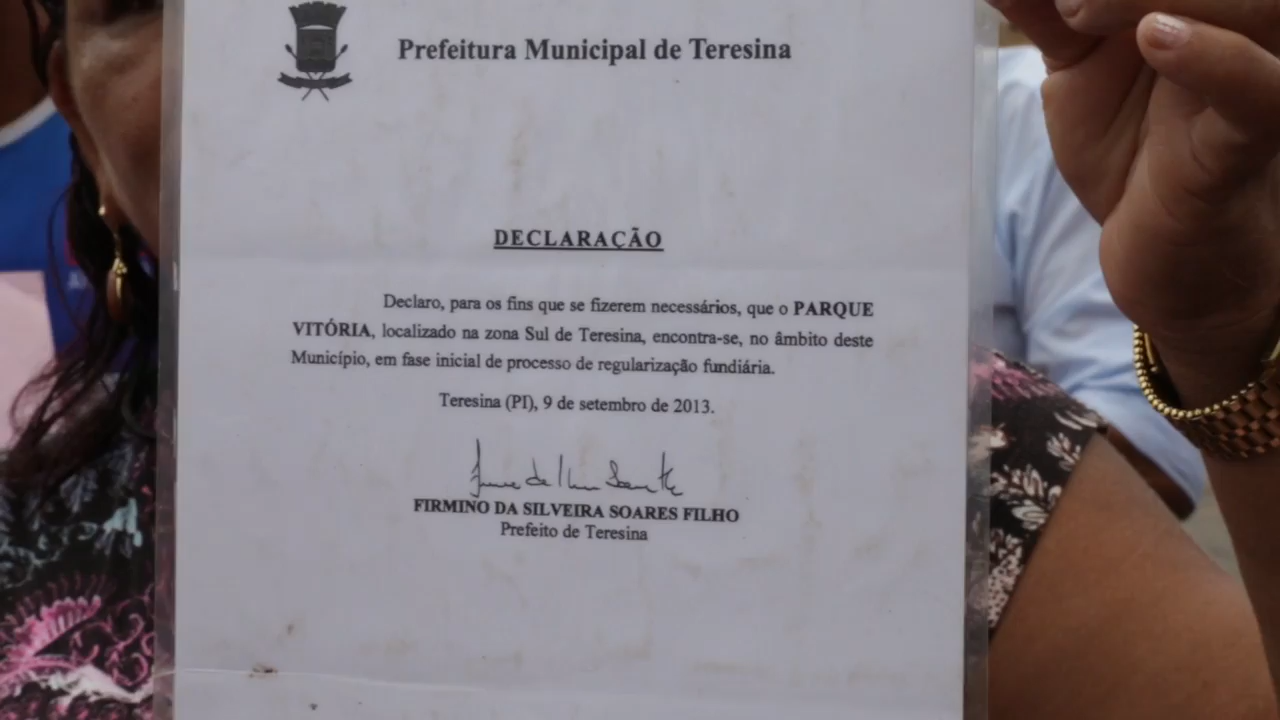 Prefeitura Municipal de Teresina
DECLARAÇÃO
Declaro, para os fins que se fizerem necessários, que o PARQUE
VITÓRIA, localizado na zona Sul de Teresina, encontra-se, no âmbito deste
Município, em fase inicial de processo de regularização fundiária.
Teresina (PI), 9 de setembro de 2013.
FIRMINO DA SILVEIRA SOARES FILHO
Prefeito de Teresina